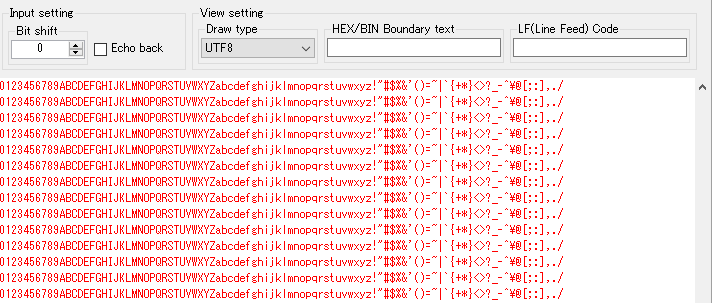 Input setting
View setting
Bit shift
Draw type
HEX/BIN Boundary text
LF(Line Feed) Code
0
Echo back
UTF8
0123456789ABCDEFGHIJKLMNOPQRSTUVWXYZabcdefghijklmnopqrstuvwxyz!"#$%&'()=~|`{+*}<>?_-^¥@[;:],./
0123456789ABCDEFGHIJKLMNOPQRSTUVWXYZabcdefghijklmnopqrstuvwxyz!"#$%&'()=~|`{+*}<>?_-^¥@[;:],./
0123456789ABCDEFGHIJKLMNOPQRSTUVWXYZabcdefghijklmnopqrstuvwxyz!"#$%&'()=~|`{+*}<>?_-^¥@[;:],./
0123456789ABCDEFGHIJKLMNOPQRSTUVWXYZabcdefghijklmnopqrstuvwxyz!"#$%&'()=~|`{+*}<>?_-^¥@[;:],./
0123456789ABCDEFGHIJKLMNOPQRSTUVWXYZabcdefghijklmnopqrstuvwxyz!"#$%&'()=~|`{+*}<>?_-^¥@[;:],./
0123456789ABCDEFGHIJKLMNOPQRSTUVWXYZabcdefghijklmnopqrstuvwxyz!"#$%&'()=~|`{+*}<>?_-^¥@[;:],./
0123456789ABCDEFGHIJKLMNOPQRSTUVWXYZabcdefghijklmnopqrstuvwxyz!"#$%&'()=~|`{+*}<>?_-^¥@[;:],./
0123456789ABCDEFGHIJKLMNOPQRSTUVWXYZabcdefghijklmnopqrstuvwxyz!"#$%&'()=~|`{+*}<>?_-^¥@[;:],./
0123456789ABCDEFGHIJKLMNOPQRSTUVWXYZabcdefghijklmnopqrstuvwxyz!"#$%&'()=~|`{+*}<>?_-^¥@[;:],./
0123456789ABCDEFGHIJKLMNOPQRSTUVWXYZabcdefghijklmnopqrstuvwxyz!"#$%&'()=~|`{+*}<>?_-^¥@[;:],./
0123456789ABCDEFGHIJKLMNOPQRSTUVWXYZabcdefghijklmnopqrstuvwxyz!"#$%&'()=~|`{+*}<>?_-^¥@[;:],./
0123456789ABCDEFGHIJKLMNOPQRSTUVWXYZabcdefghijklmnopqrstuvwxyz!"#$%&'()=~|`{+*}<>?_-^¥@[;:],./
0123456789ABCDEFGHIJKLMNOPQRSTUVWXYZabcdefghijklmnopqrstuvwxyz!"#$%&'()=~|`{+*}<>?_-^¥@[;:],./
0123456789ABCDEFGHIJKLMNOPQRSTUVWXYZabcdefghijklmnopqrstuvwxyz!"#$%&'()=~|`{+*}<>?_-^¥@[;:],./